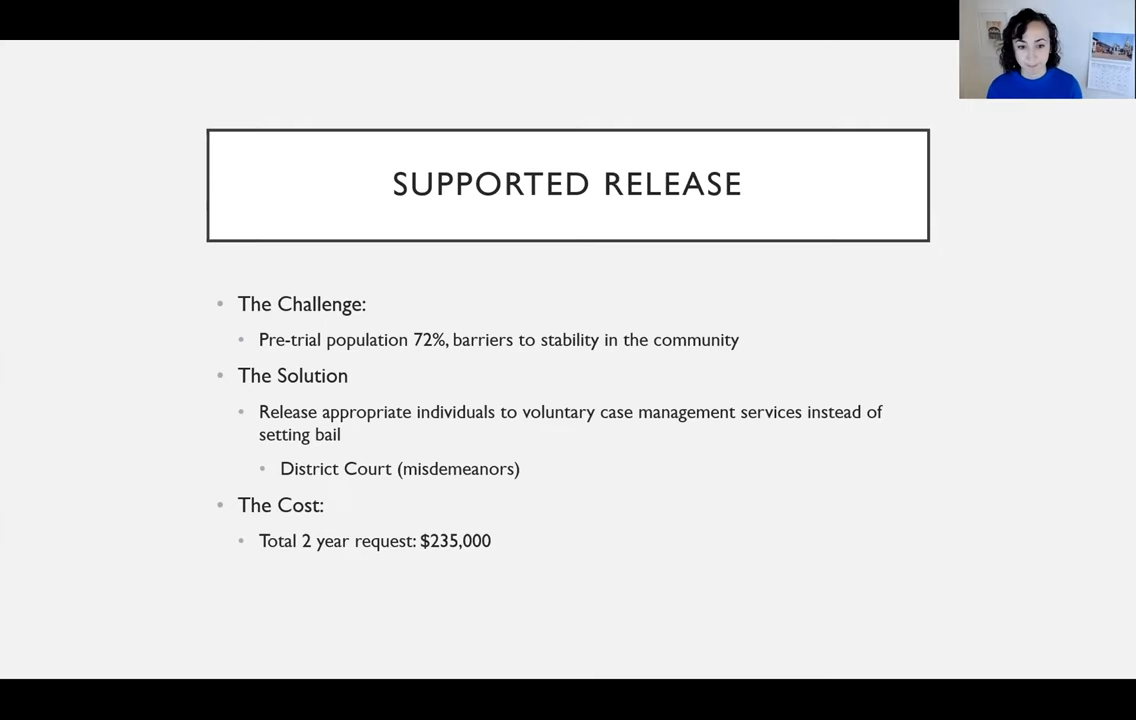 SUPPORTED RELEASE
• The Challenge:
• Pre-trial population 72%, barriers to stability in the community
• The Solution
• Release appropriate individuals to voluntary case management services instead of
setting bail
• District Court (misdemeanors)
• The Cost:
• Total 2 year request: $235,000